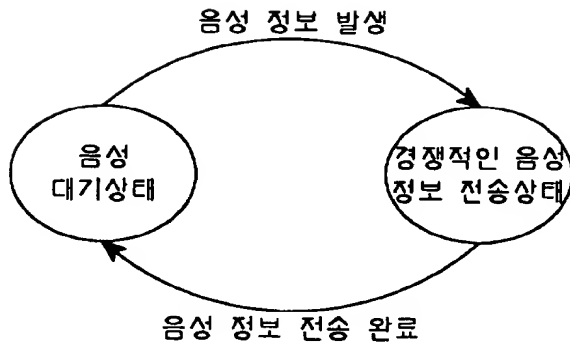 음성 정보 발생
음성
대기상태
경쟁적인 음성
정보 전송상태
음성 정보 전송 완료